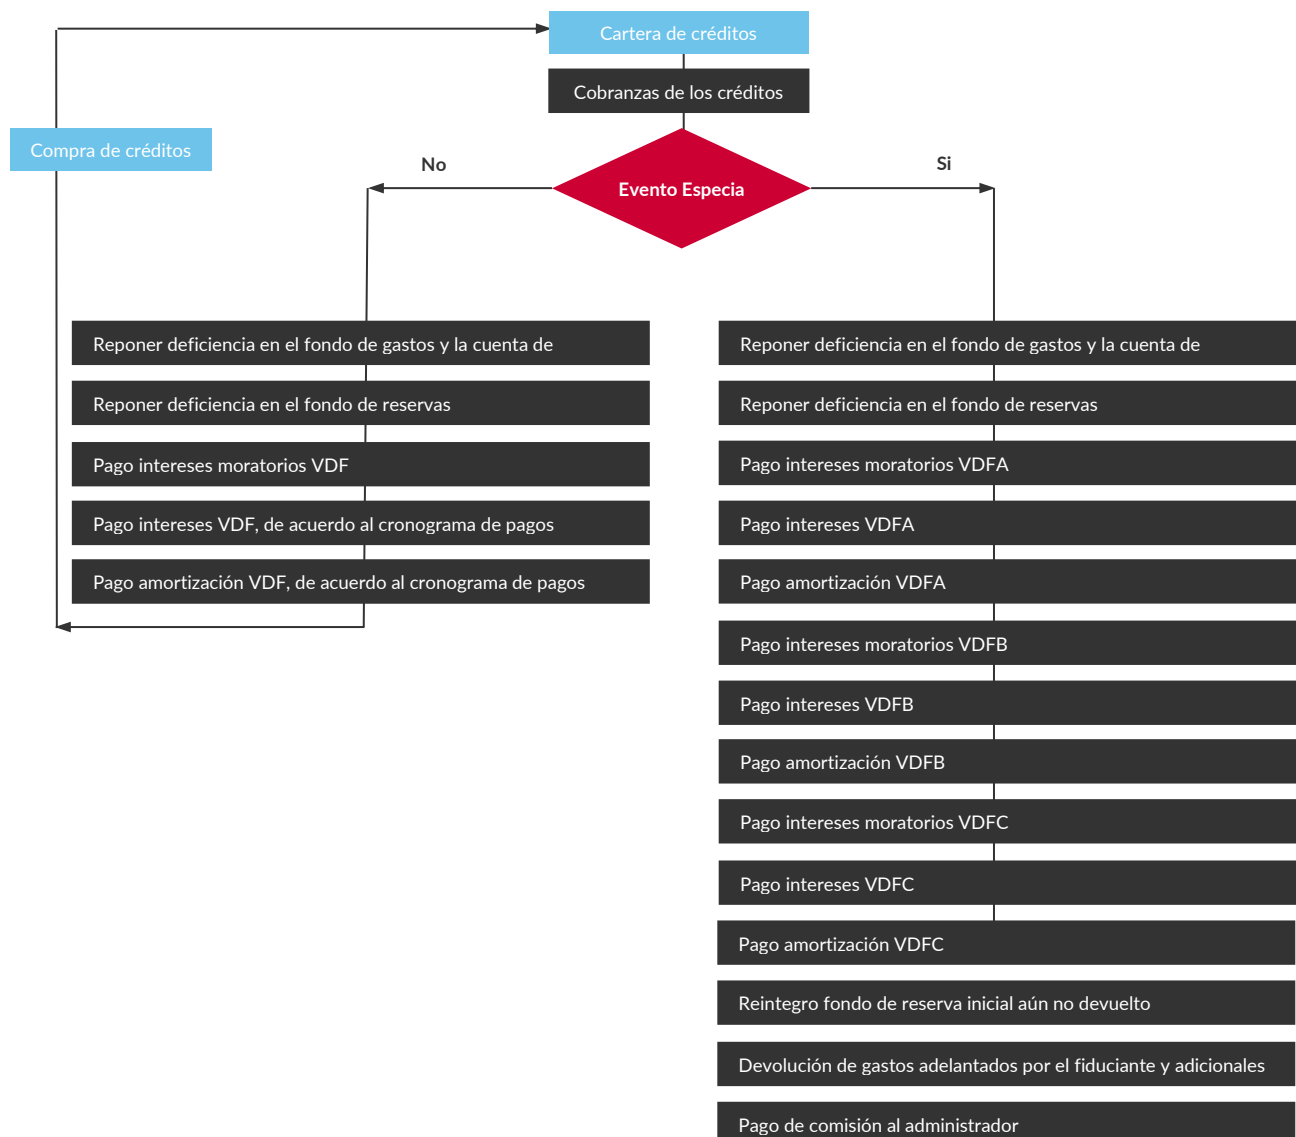 Cartera de créditos
Cobranzas de los créditos
Compra de créditos
No
Si
Evento Especia
Reponer deficiencia en el fondo de gastos y la cuenta de
Reponer deficiencia en el fondo de reservas
Pago intereses moratorios VDF
Pago intereses VDF, de acuerdo al cronograma de pagos
Pago amortización VDF, de acuerdo al cronograma de pagos
Reponer deficiencia en el fondo de gastos y la cuenta de
Reponer deficiencia en el fondo de reservas
Pago intereses moratorios VDFA
Pago intereses VDFA
Pago amortización VDFA
Pago intereses moratorios VDFB
Pago intereses VDFB
Pago amortización VDFB
Pago intereses moratorios VDFC
Pago intereses VDFC
Pago amortización VDFC
Reintegro fondo de reserva inicial aún no devuelto
Devolución de gastos adelantados por el fiduciante y adicionales
Pago de comisión al administrador